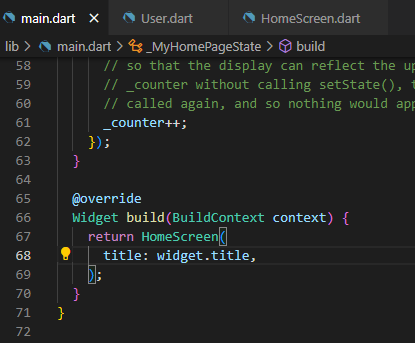 main.dart User.dart HomeScreen.dart
lib > main.dart > _MyHomePageState > build
58 // so that the display can reflect the up
59 // _counter without calling setState(), t
60 // called again, and so nothing would app
61 _counter++;
62 });
63 }
64
65 @override
66 Widget build(BuildContext context) {
67 return HomeScreen(
68 title: widget.title,
69 );
70 }
71 }
72